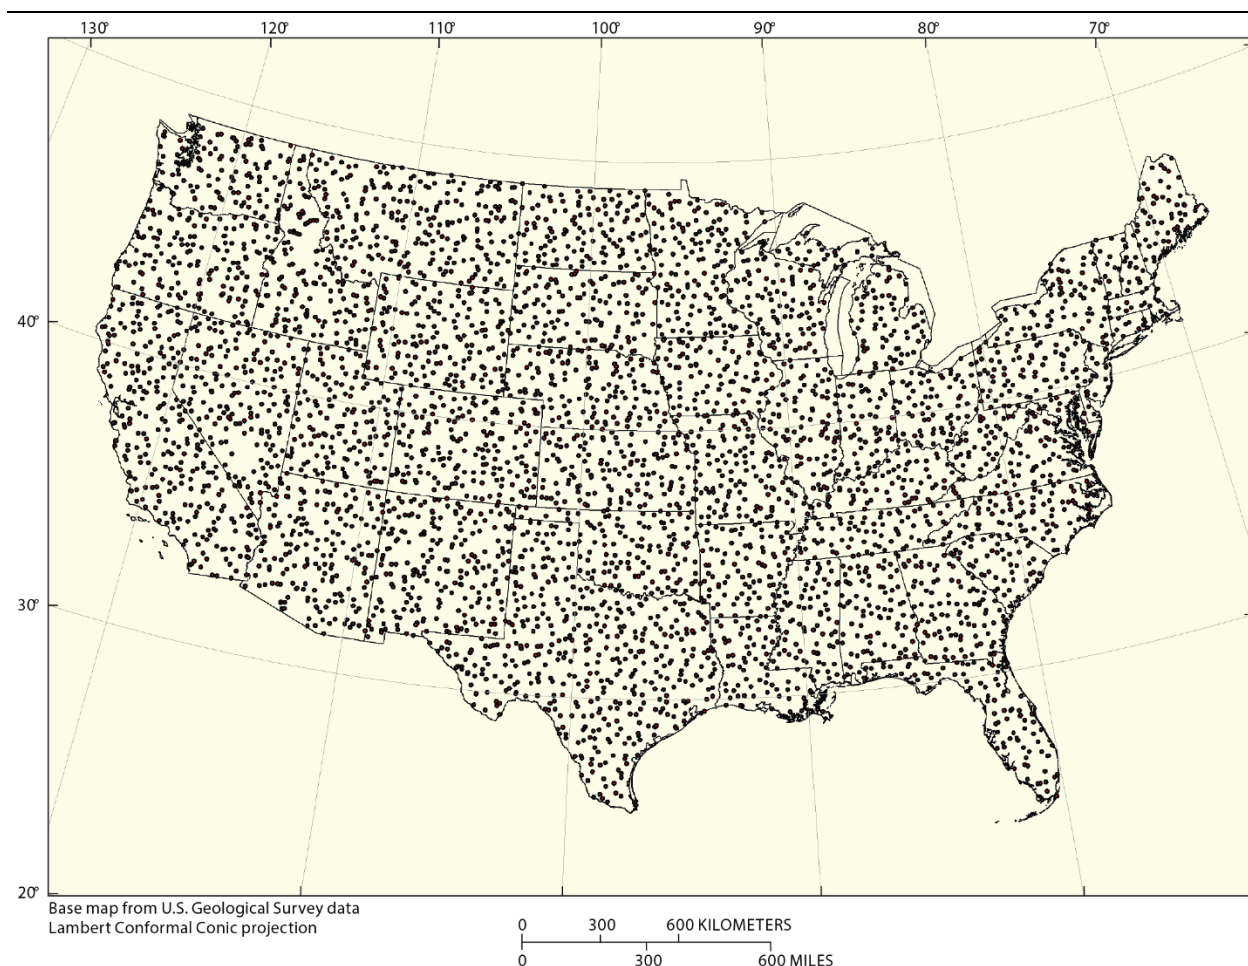 130° 120° 110° 100° 90° 80° 70°
40°
30°
20°
Base map from U.S. Geological Survey data
Lambert Conformal Conic projection
0 300 600 KILOMETERS
0 300 600 MILES